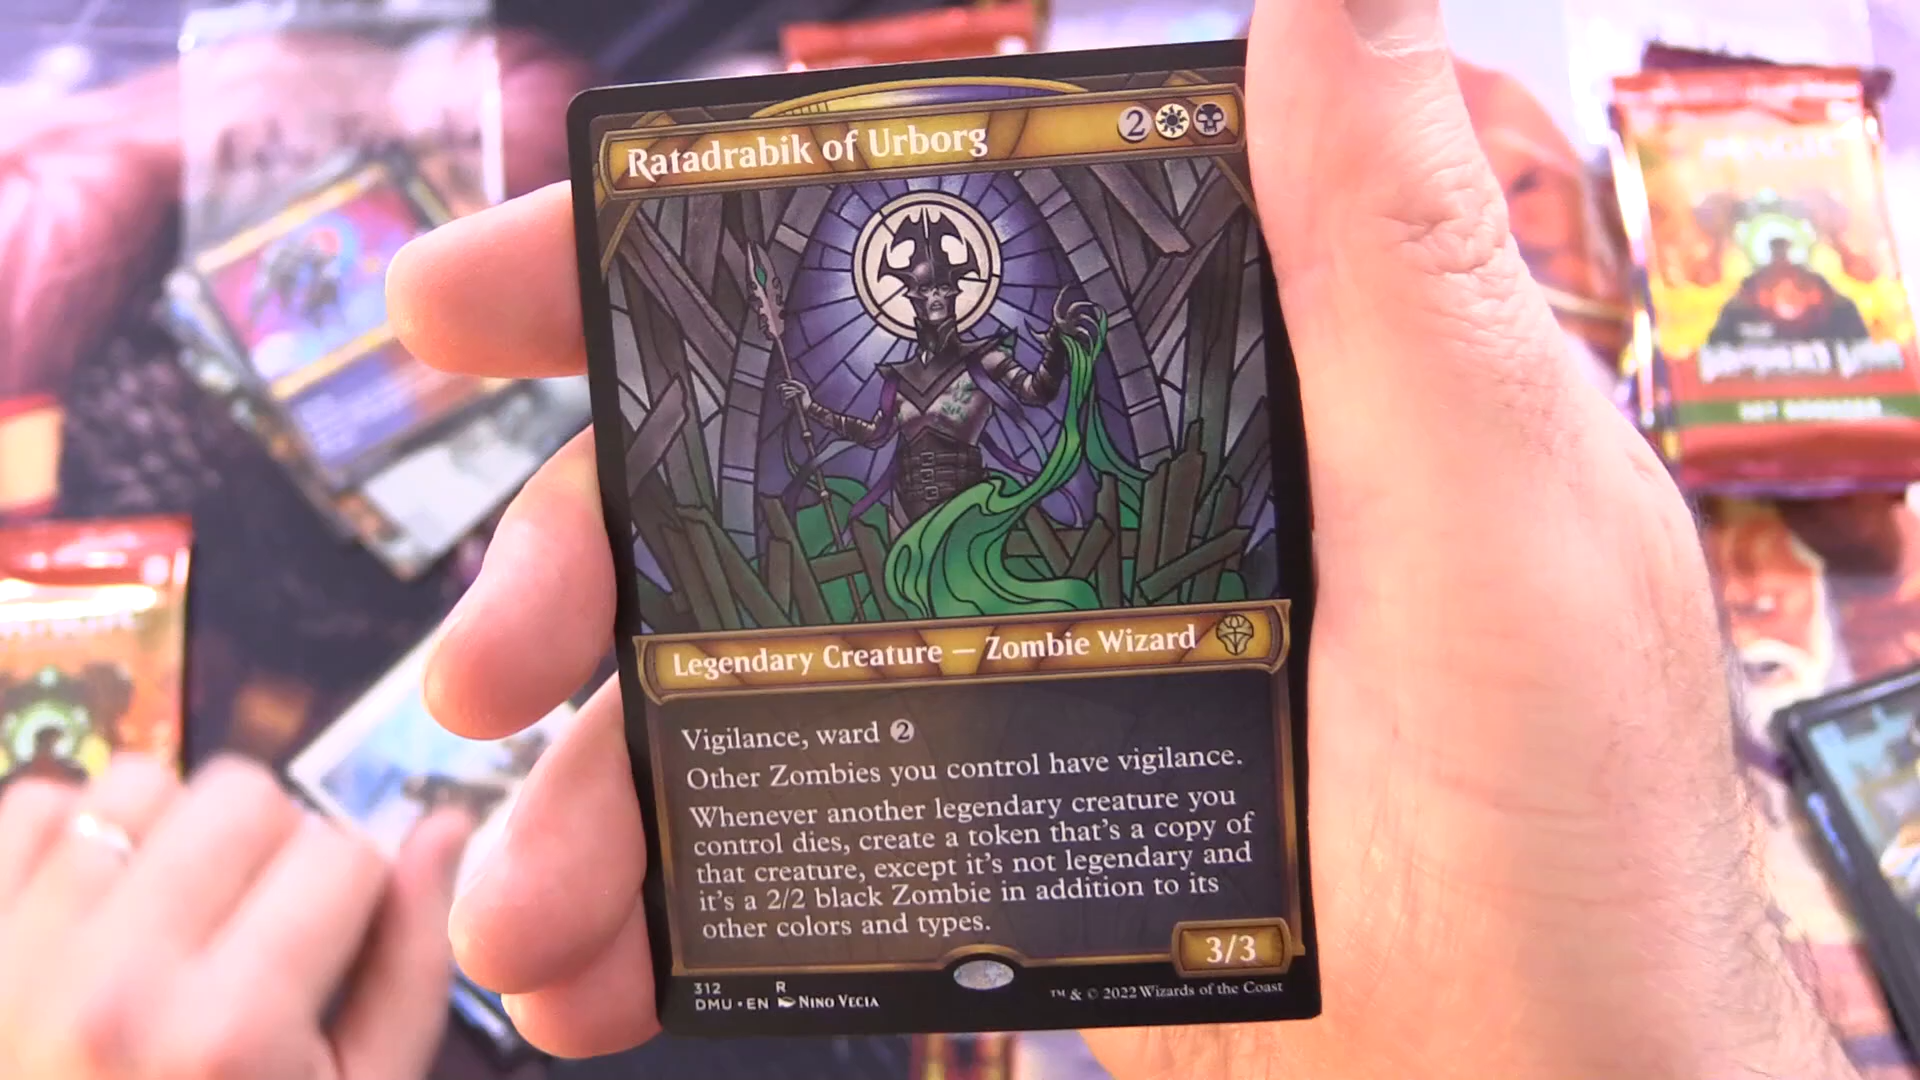 Ratadrabik of Urborg 2
Legendary Creature — Zombie Wizard
Vigilance, ward 2
Other Zombies you control have vigilance.
Whenever another legendary creature you
control dies, create a token that's a copy of
that creature, except it's not legendary and
it's a 2/2 black Zombie in addition to its
other colors and types.
3/3
312 R
DMU • EN Nino Vecia
™ & © 2022 Wizards of the Coast